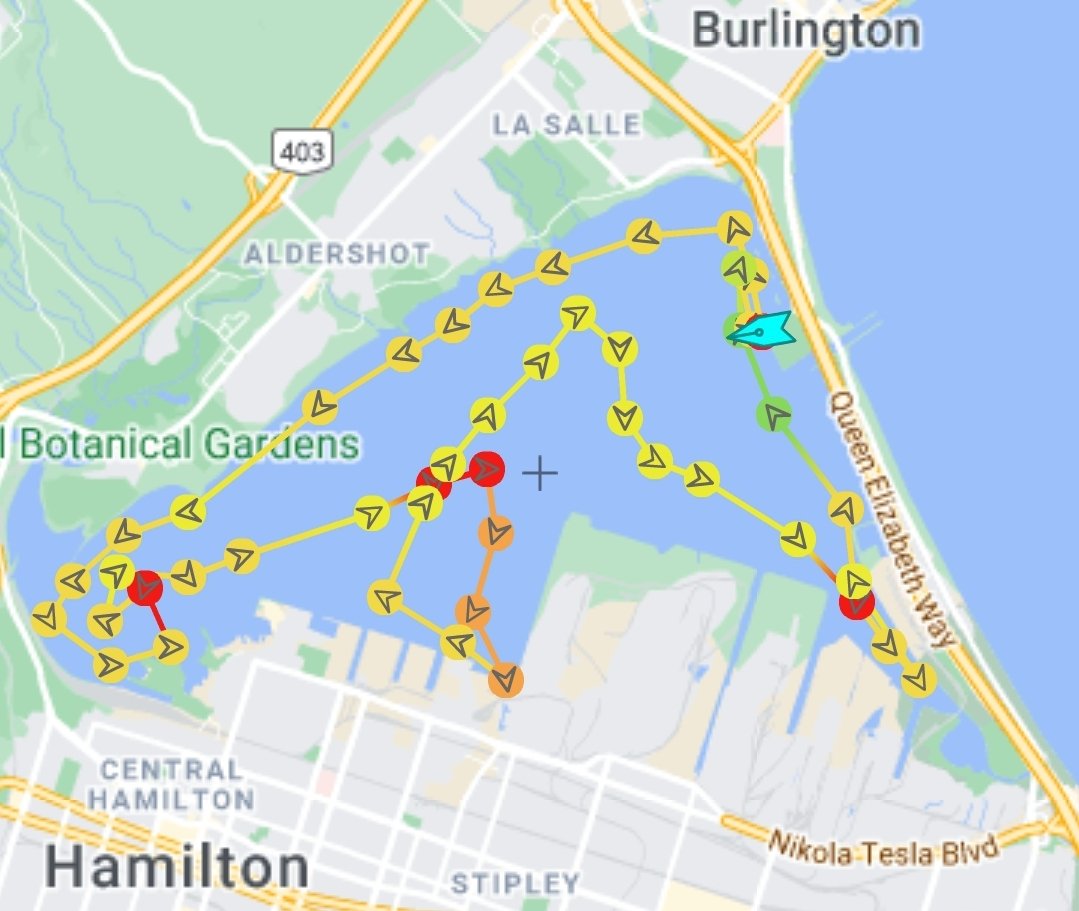 Burlington
LA SALLE
403
ALDERSHOT
l Botanical Gardens
Queen Elizabeth Way
CENTRAL
HAMILTON
Nikola Tesla Blvd
Hamilton
STIPLEY